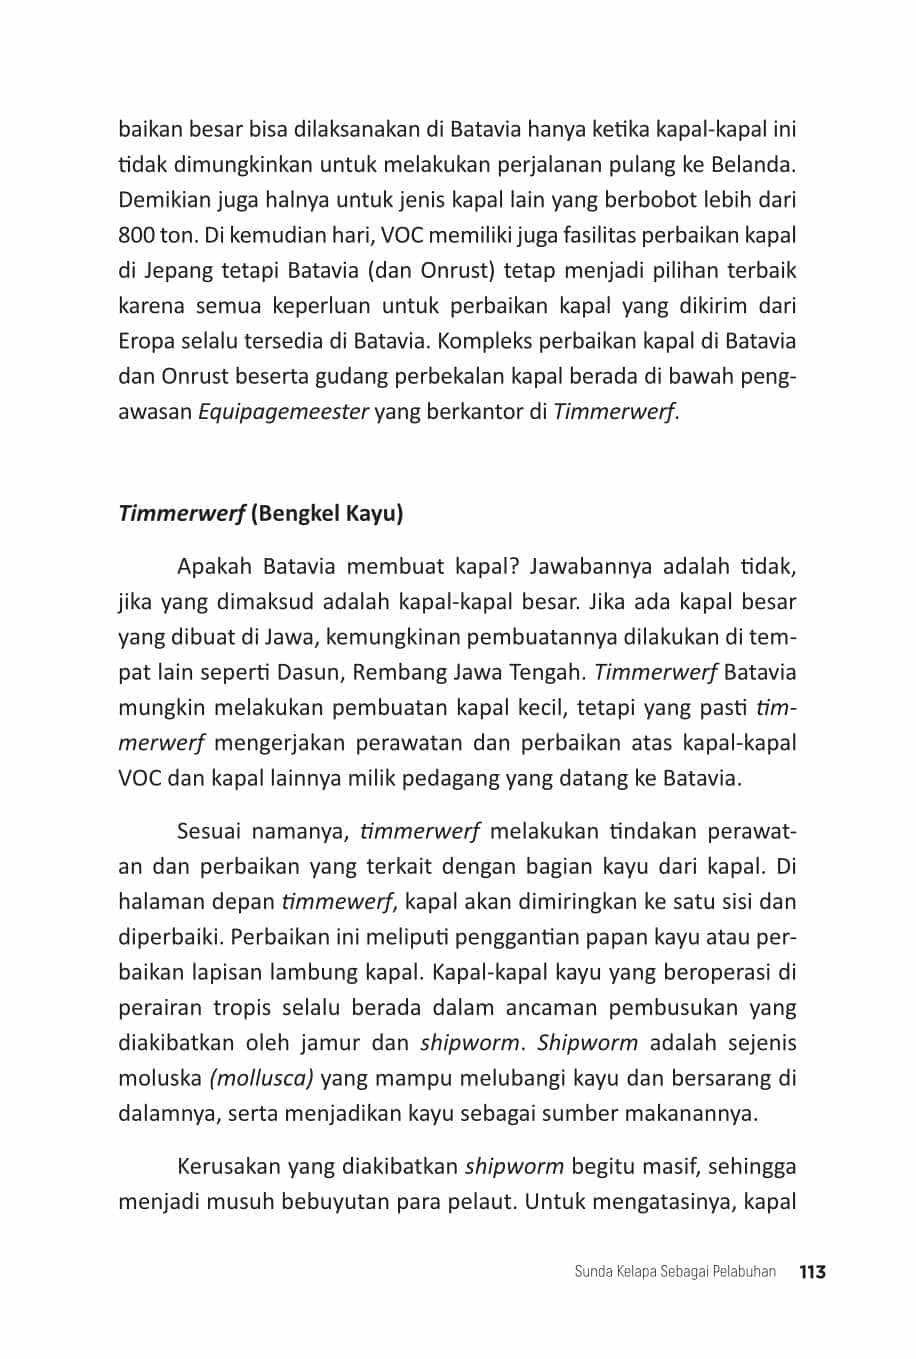 baikan besar bisa dilaksanakan di Batavia hanya ketika kapal-kapal ini
tidak dimungkinkan untuk melakukan perjalanan pulang ke Belanda.
Demikian juga halnya untuk jenis kapal lain yang berbobot lebih dari
800 ton. Di kemudian hari, VOC memiliki juga fasilitas perbaikan kapal
di Jepang tetapi Batavia (dan Onrust) tetap menjadi pilihan terbaik
karena semua keperluan untuk perbaikan kapal yang dikirim dari
Eropa selalu tersedia di Batavia. Kompleks perbaikan kapal di Batavia
dan Onrust beserta gudang perbekalan kapal berada di bawah peng-
awasan Equipagemeester yang berkantor di Timmerwerf.
Timmerwerf (Bengkel Kayu)
Apakah Batavia membuat kapal? Jawabannya adalah tidak,
jika yang dimaksud adalah kapal-kapal besar. Jika ada kapal besar
yang dibuat di Jawa, kemungkinan pembuatannya dilakukan di tem-
pat lain seperti Dasun, Rembang Jawa Tengah. Timmerwerf Batavia
mungkin melakukan pembuatan kapal kecil, tetapi yang pasti tim-
merwerf mengerjakan perawatan dan perbaikan atas kapal-kapal
VOC dan kapal lainnya milik pedagang yang datang ke Batavia.
Sesuai namanya, timmerwerf melakukan tindakan perawat-
an dan perbaikan yang terkait dengan bagian kayu dari kapal. Di
halaman depan timmewerf, kapal akan dimiringkan ke satu sisi dan
diperbaiki. Perbaikan ini meliputi penggantian papan kayu atau per-
baikan lapisan lambung kapal. Kapal-kapal kayu yang beroperasi di
perairan tropis selalu berada dalam ancaman pembusukan yang
diakibatkan oleh jamur dan shipworm. Shipworm adalah sejenis
moluska (mollusca) yang mampu melubangi kayu dan bersarang di
dalamnya, serta menjadikan kayu sebagai sumber makanannya.
Kerusakan yang diakibatkan shipworm begitu masif, sehingga
menjadi musuh bebuyutan para pelaut. Untuk mengatasinya, kapal
Sunda Kelapa Sebagai Pelabuhan 113